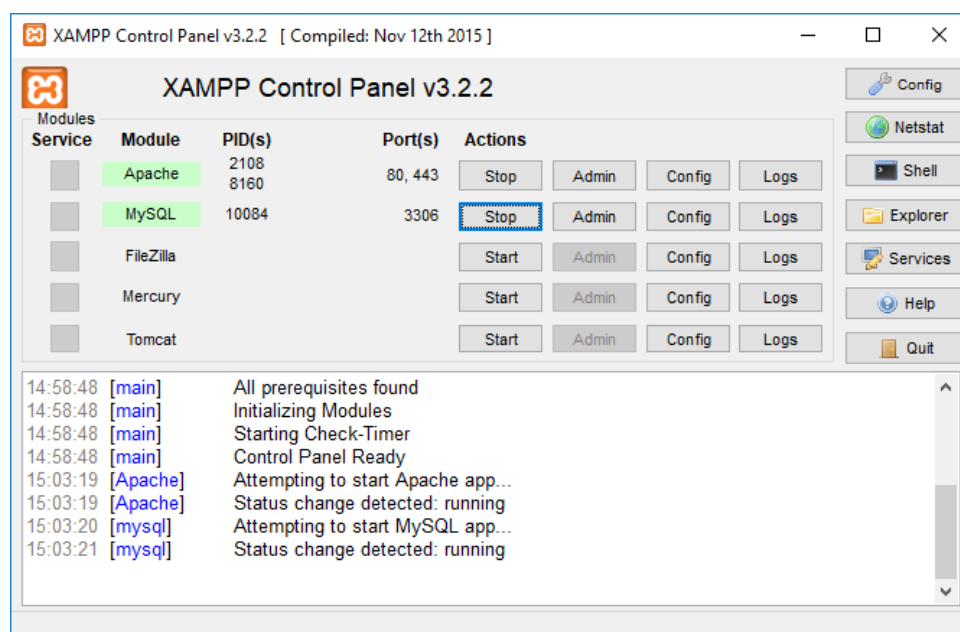 XAMPP Control Panel v3.2.2 [ Compiled: Nov 12th 2015 ]
XAMPP Control Panel v3.2.2
Config
Modules
Netstat
Service Module PID(s) Port(s) Actions
Apache 2108 8160 80, 443 Stop Admin Config Logs
Shell
MySQL 10084 3306 Stop Admin Config Logs
Explorer
FileZilla Start Admin Config Logs
Services
Mercury Start Admin Config Logs
Help
Tomcat Start Admin Config Logs
Quit
14:58:48 [main] All prerequisites found
14:58:48 [main] Initializing Modules
14:58:48 [main] Starting Check-Timer
14:58:48 [main] Control Panel Ready
15:03:19 [Apache] Attempting to start Apache app...
15:03:19 [Apache] Status change detected: running
15:03:20 [mysql] Attempting to start MySQL app...
15:03:21 [mysql] Status change detected: running